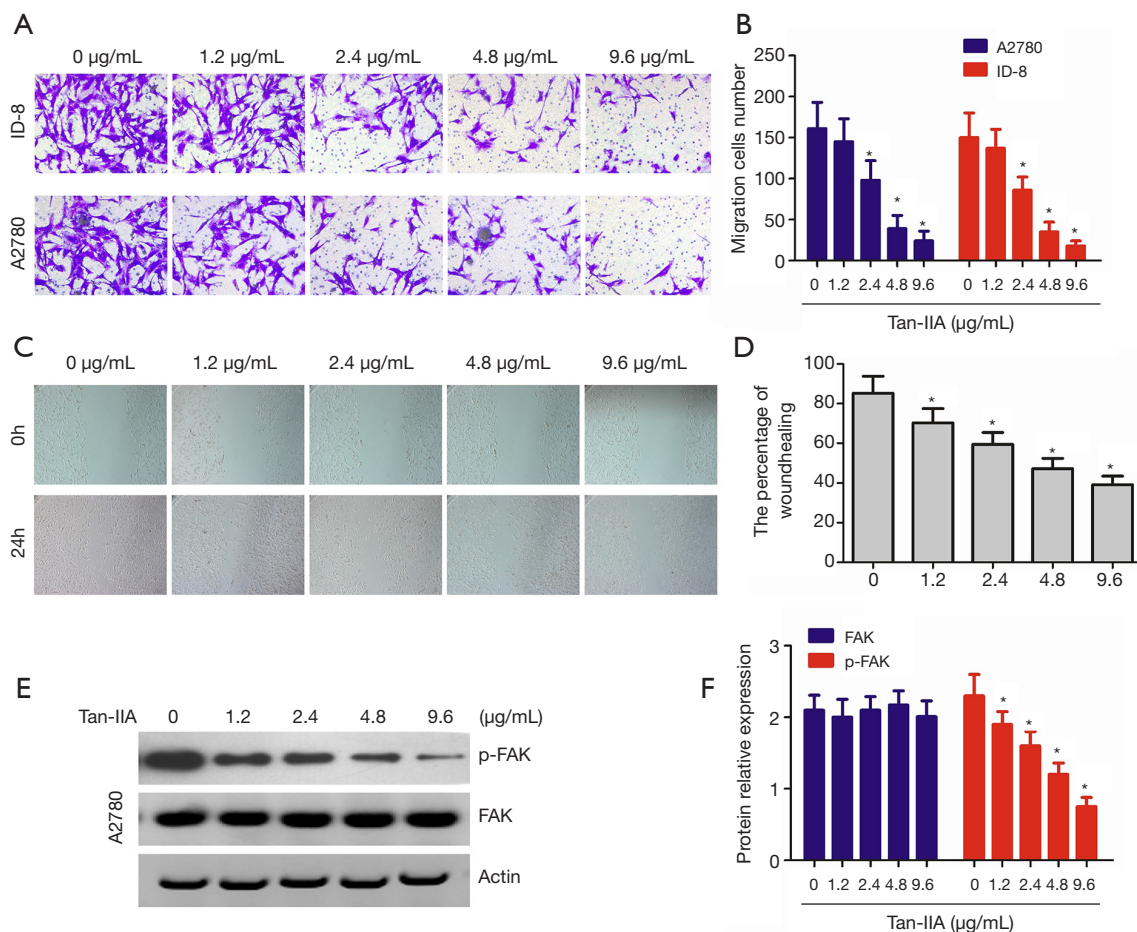 A
0 µg/mL 1.2 µg/mL 2.4 µg/mL 4.8 µg/mL 9.6 µg/mL
ID-8
A2780
B
A2780
ID-8
Migration cells number
250
200
150
100
50
0
* * * * * *
0 1.2 2.4 4.8 9.6 0 1.2 2.4 4.8 9.6
Tan-IIA (µg/mL)
C
0 µg/mL 1.2 µg/mL 2.4 µg/mL 4.8 µg/mL 9.6 µg/mL
0h
24h
D
The percentage of
woundhealing
100
80
60
40
20
0
* * * *
0 1.2 2.4 4.8 9.6
E
Tan-IIA 0 1.2 2.4 4.8 9.6 (µg/mL)
A2780
p-FAK
FAK
Actin
F
FAK
p-FAK
Protein relative expression
3
2
1
0
* * * *
0 1.2 2.4 4.8 9.6 0 1.2 2.4 4.8 9.6
Tan-IIA (µg/mL)